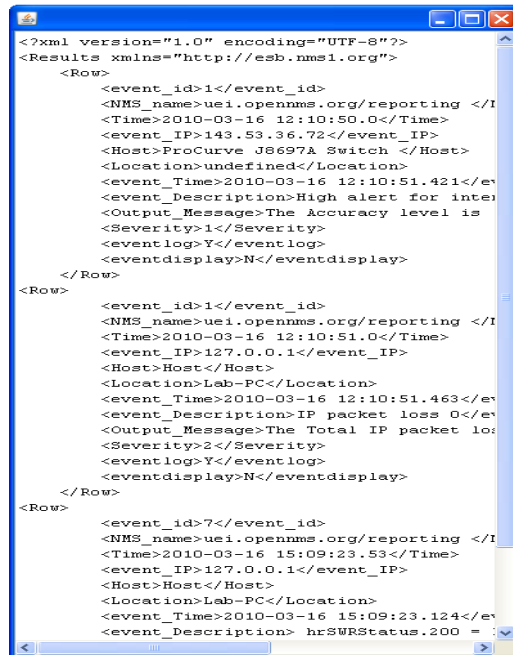 <?xml version="1.0" encoding="UTF-8"?>
<Results xmlns="http://esb.nms1.org">
<Row>
<event_id>1</event_id>
<NMS_name>uei.opennms.org/reporting </
<Time>2010-03-16 12:10:50.0</Time>
<event_IP>143.53.36.72</event_IP>
<Host>ProCurve J8697A Switch </Host>
<Location>undefined</Location>
<event_Time>2010-03-16 12:10:51.421</e
<event_Description>High alert for inte
<Output_Message>The Accuracy level is
<Severity>1</Severity>
<eventlog>Y</eventlog>
<eventdisplay>N</eventdisplay>
</Row>
<Row>
<event_id>1</event_id>
<NMS_name>uei.opennms.org/reporting </
<Time>2010-03-16 12:10:51.0</Time>
<event_IP>127.0.0.1</event_IP>
<Host>Host</Host>
<Location>Lab-PC</Location>
<event_Time>2010-03-16 12:10:51.463</e
<event_Description>IP packet loss 0</e
<Output_Message>The Total IP packet lo
<Severity>2</Severity>
<eventlog>Y</eventlog>
<eventdisplay>N</eventdisplay>
</Row>
<Row>
<event_id>7</event_id>
<NMS_name>uei.opennms.org/reporting </
<Time>2010-03-16 15:09:23.53</Time>
<event_IP>127.0.0.1</event_IP>
<Host>Host</Host>
<Location>Lab-PC</Location>
<event_Time>2010-03-16 15:09:23.124</e
<event_Description> hrSWRStatus.200 =